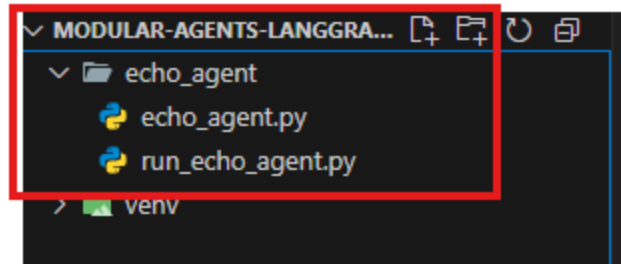 MODULAR-AGENTS-LANGGRA...
echo_agent
echo_agent.py
run_echo_agent.py
venv